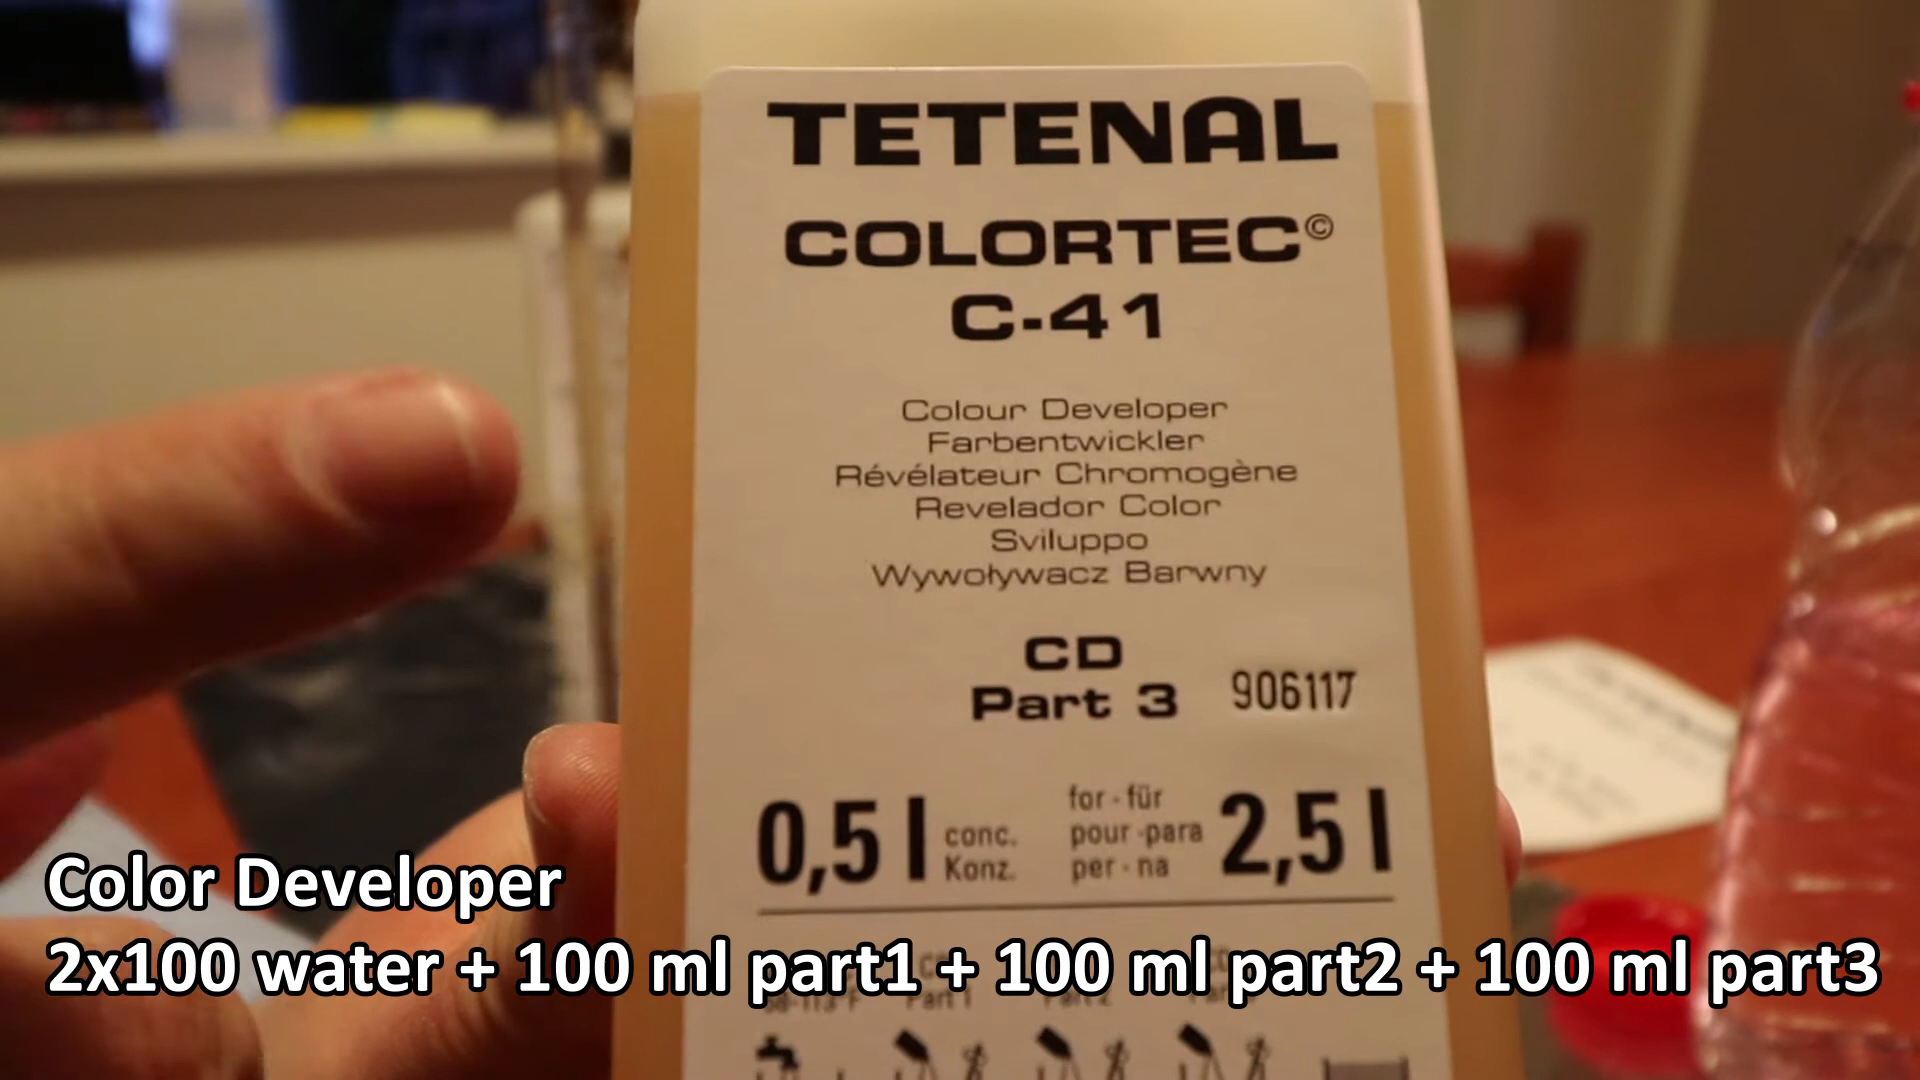 TETENAL
COLORTEC©
C-41
Colour Developer
Farbentwickler
Révélateur Chromogène
Revelador Color
Sviluppo
Wywoływacz Barwny
CD
Part 3 906117
0,5 l conc. Konz. for - für pour - para per - na 2,5 l
Color Developer
2x100 water + 100 ml part1 + 100 ml part2 + 100 ml part3